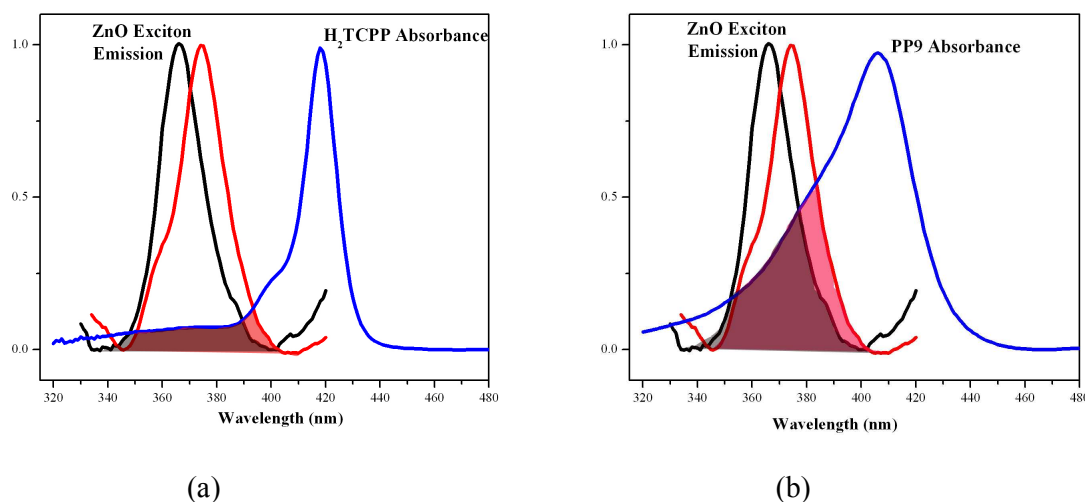 ZnO Exciton
Emission
H2TCPP Absorbance
1.0
0.5
0.0
320 340 360 380 400 420 440 460 480
Wavelength (nm)
(a)
ZnO Exciton
Emission
PP9 Absorbance
1.0
0.5
0.0
320 340 360 380 400 420 440 460 480
Wavelength (nm)
(b)